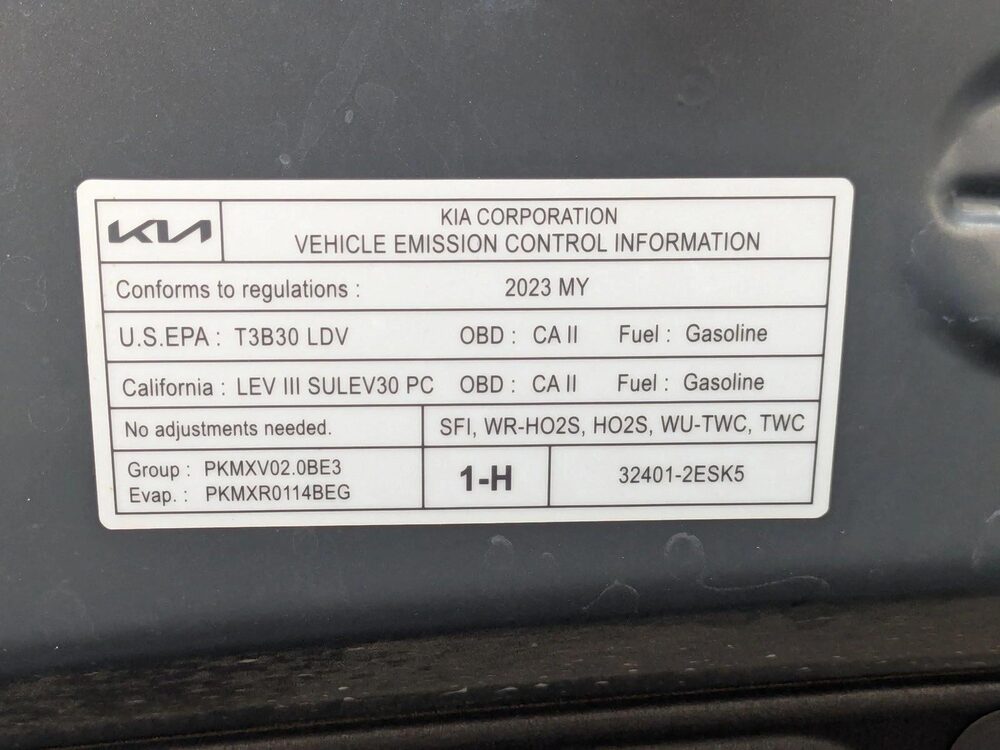 KIA
KIA CORPORATION
VEHICLE EMISSION CONTROL INFORMATION
Conforms to regulations : 2023 MY
U.S.EPA : T3B30 LDV OBD : CA II Fuel : Gasoline
California : LEV III SULEV30 PC OBD : CA II Fuel : Gasoline
No adjustments needed. SFI, WR-HO2S, HO2S, WU-TWC, TWC
Group : PKMXV02.0BE3
Evap. : PKMXR0114BEG
1-H
32401-2ESK5